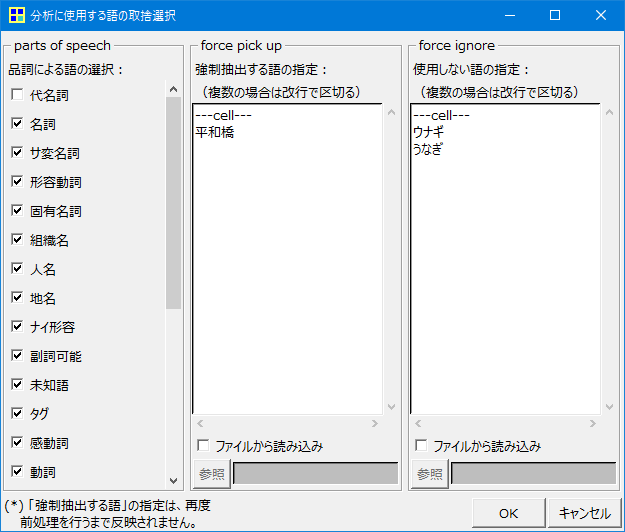 分析に使用する語の取捨選択
parts of speech
品詞による語の選択：
代名詞
名詞
サ変名詞
形容動詞
固有名詞
組織名
人名
地名
ナイ形容
副詞可能
未知語
タグ
感動詞
動詞
force pick up
強制抽出する語の指定：
（複数の場合は改行で区切る）
---cell---
平和橋
ファイルから読み込み
参照
force ignore
使用しない語の指定：
（複数の場合は改行で区切る）
---cell---
ウナギ
うなぎ
ファイルから読み込み
参照
(*)「強制抽出する語」の指定は、再度
前処理を行うまで反映されません。
OK
キャンセル